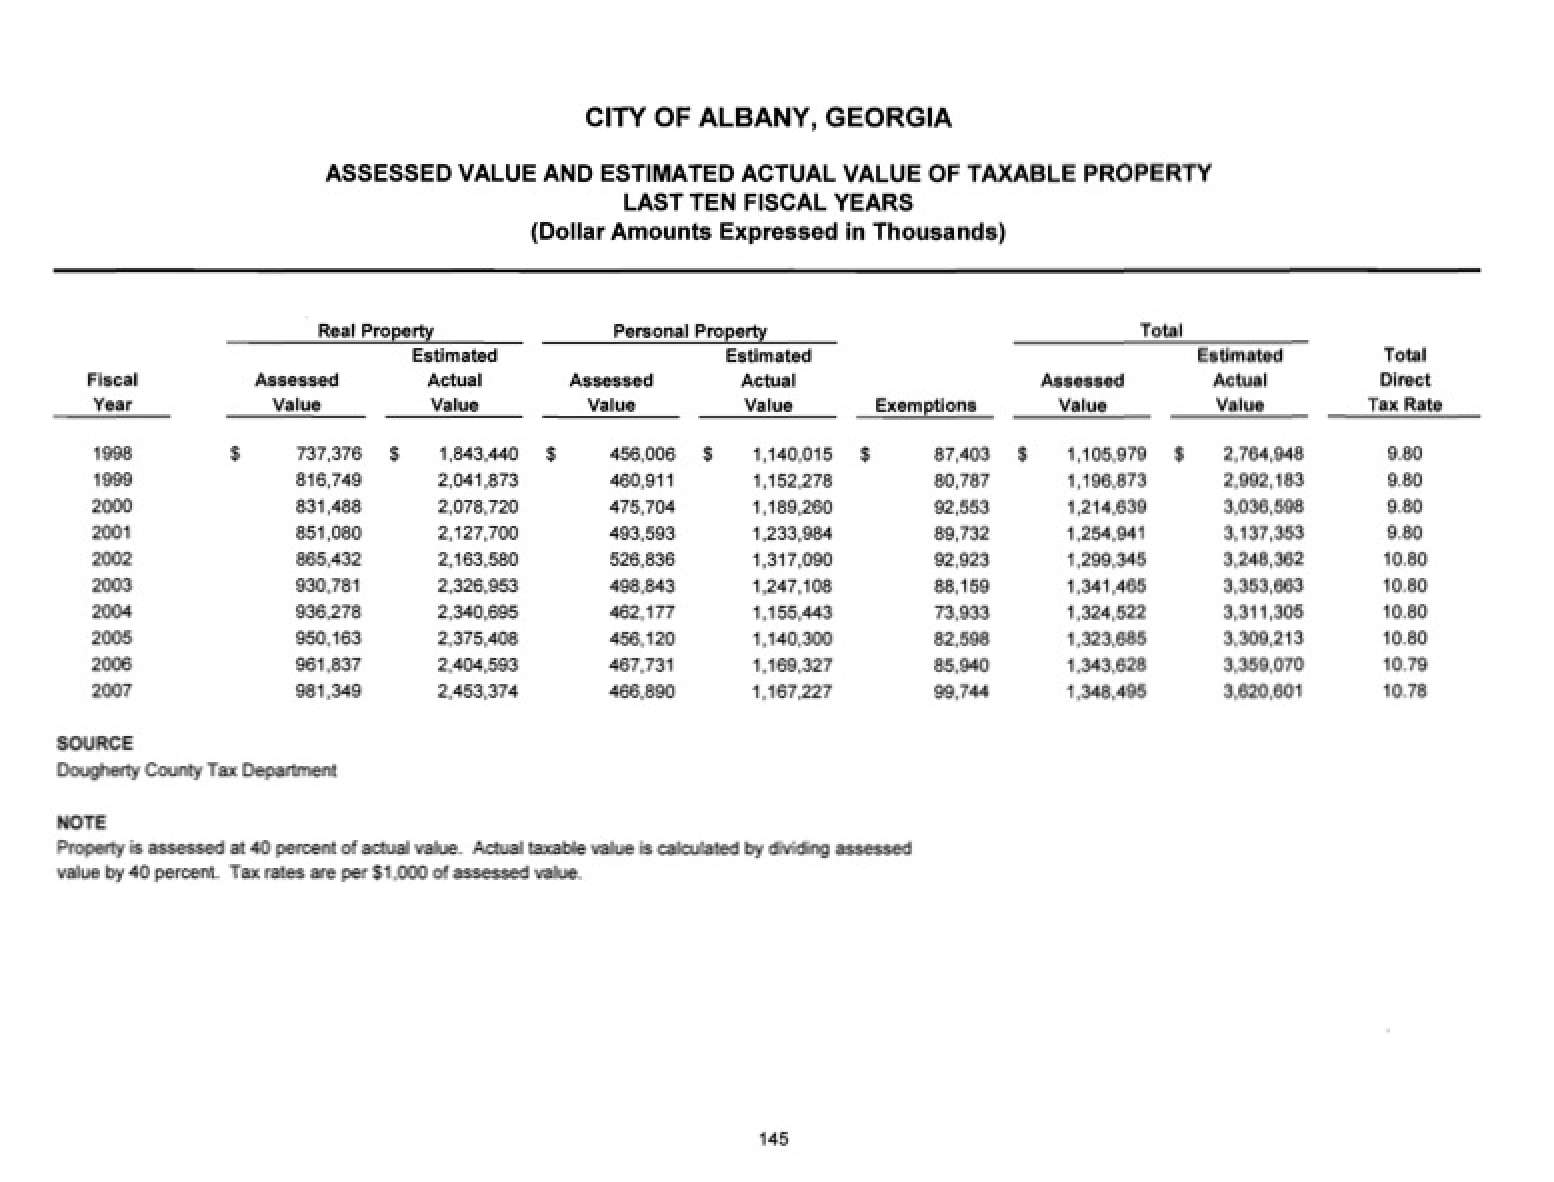 CITY OF ALBANY, GEORGIA
ASSESSED VALUE AND ESTIMATED ACTUAL VALUE OF TAXABLE PROPERTY
LAST TEN FISCAL YEARS
(Dollar Amounts Expressed in Thousands)
Real Property Personal Property Total
Estimated Estimated Estimated Total
Fiscal Assessed Actual Assessed Actual Assessed Actual Direct
Year Value Value Value Value Exemptions Value Value Tax Rate
1998 $ 737,376 $ 1,843,440 $ 456,006 $ 1,140,015 $ 87,403 $ 1,105,979 $ 2,764,948 9.80
1999 816,749 2,041,873 460,911 1,152,278 80,787 1,196,873 2,992,183 9.80
2000 831,488 2,078,720 475,704 1,189,260 92,553 1,214,639 3,036,598 9.80
2001 851,080 2,127,700 493,593 1,233,984 89,732 1,254,941 3,137,353 9.80
2002 865,432 2,163,580 526,836 1,317,090 92,923 1,299,345 3,248,362 10.80
2003 930,781 2,326,953 498,843 1,247,108 88,159 1,341,465 3,353,663 10.80
2004 936,278 2,340,695 462,177 1,155,443 73,933 1,324,522 3,311,305 10.80
2005 950,163 2,375,408 456,120 1,140,300 82,598 1,323,685 3,309,213 10.80
2006 961,837 2,404,593 467,731 1,169,327 85,940 1,343,628 3,359,070 10.79
2007 981,349 2,453,374 466,890 1,167,227 99,744 1,348,495 3,620,601 10.78
SOURCE
Dougherty County Tax Department
NOTE
Property is assessed at 40 percent of actual value. Actual taxable value is calculated by dividing assessed
value by 40 percent. Tax rates are per $1,000 of assessed value.
145